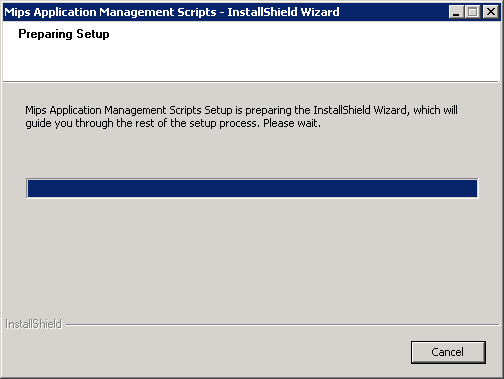 Mips Application Management Scripts - InstallShield Wizard
Preparing Setup
Mips Application Management Scripts Setup is preparing the InstallShield Wizard, which will
guide you through the rest of the setup process. Please wait.
InstallShield
Cancel